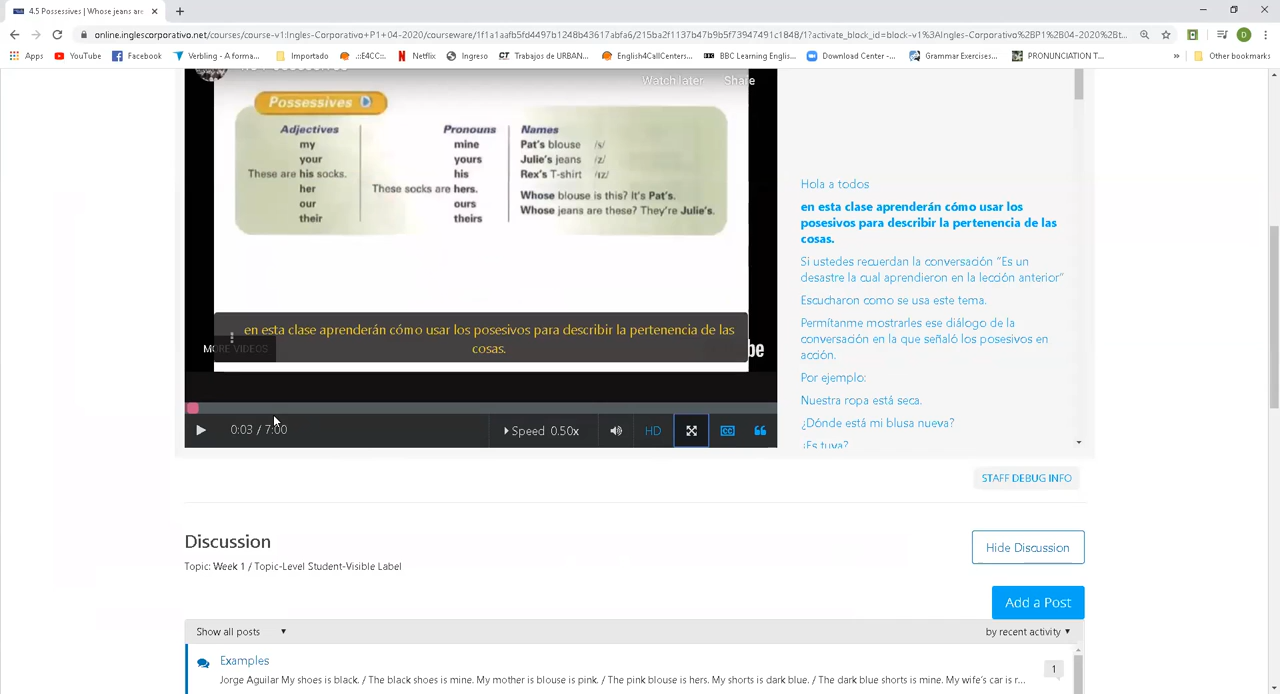 4.5 Possessives | Whose jeans are
online.inglescorporativo.net/courses/course-v1:Ingles-Corporativo+P1+04-2020/courseware/1f1a1aafb5fd4497b1248b43617abfa6/215ba2f1137b47b9b5f73947491c1848/1?activate_block_id=block-v1%3AIngles-Corporativo%2BP1%2B04-2020%2Bt...
Apps YouTube Facebook Verbling - A forma... Importado .::E4CC::. Netflix Ingreso CT Trabajos de URBAN... English4CallCenters... BBC Learning Englis... Download Center -... Grammar Exercises... PRONUNCIATION T... » Other bookmarks
D
Watch later Share
Possessives
Adjectives Pronouns Names
my mine Pat's blouse /s/
your yours Julie's jeans /z/
These are his socks. his Rex's T-shirt /ɪz/
her These socks are hers.
our ours Whose blouse is this? It's Pat's.
their theirs Whose jeans are these? They're Julie's.
en esta clase aprenderán cómo usar los posesivos para describir la pertenencia de las
cosas.
MORE VIDEOS
be
0:03 / 7:00 Speed 0.50x HD CC
Hola a todos
en esta clase aprenderán cómo usar los
posesivos para describir la pertenencia de las
cosas.
Si ustedes recuerdan la conversación "Es un
desastre la cual aprendieron en la lección anterior"
Escucharon como se usa este tema.
Permítanme mostrarles ese diálogo de la
conversación en la que señaló los posesivos en
acción.
Por ejemplo:
Nuestra ropa está seca.
¿Dónde está mi blusa nueva?
¿Es tuya?
STAFF DEBUG INFO
Discussion
Hide Discussion
Topic: Week 1 / Topic-Level Student-Visible Label
Add a Post
Show all posts by recent activity
Examples
1
Jorge Aguilar My shoes is black. / The black shoes is mine. My mother is blouse is pink. / The pink blouse is hers. My shorts is dark blue. / The dark blue shorts is mine. My wife's car is r...